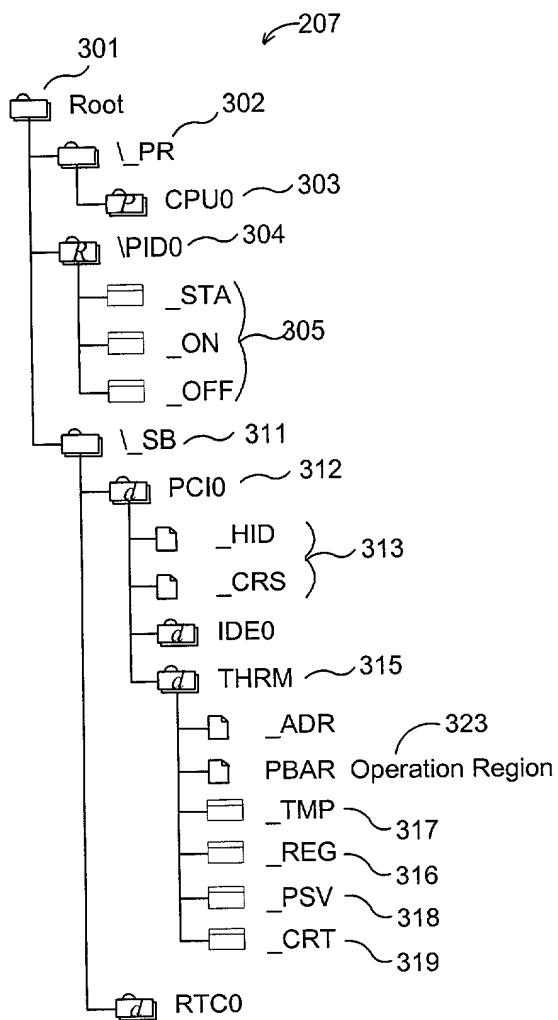 207
301
Root
\_PR 302
P CPU0 303
R \PID0 304
_STA
_ON 305
_OFF
\_SB 311
d PCI0 312
_HID
313
_CRS
d IDE0
d THRM 315
_ADR
323
PBAR Operation Region
_TMP 317
_REG 316
_PSV 318
_CRT 319
d RTC0